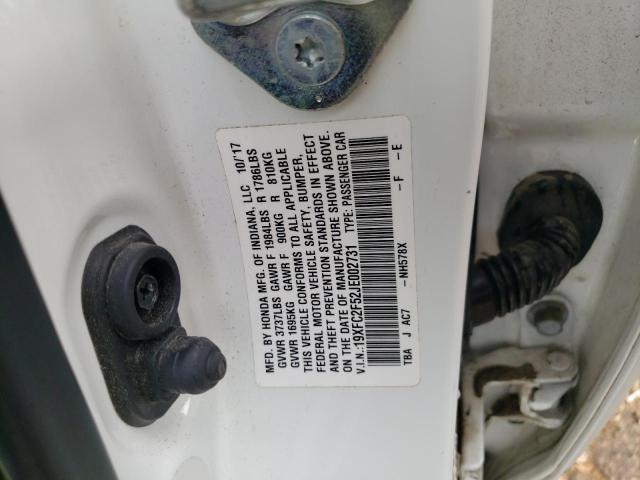 MFD. BY HONDA MFG. OF INDIANA, LLC 10/17
GVWR 3737LBS GAWR F 1984LBS R 1786LBS
GVWR 1695KG GAWR F 900KG R 810KG
THIS VEHICLE CONFORMS TO ALL APPLICABLE
FEDERAL MOTOR VEHICLE SAFETY, BUMPER,
AND THEFT PREVENTION STANDARDS IN EFFECT
ON THE DATE OF MANUFACTURE SHOWN ABOVE.
V.I.N.:19XFC2F52JE002731 TYPE: PASSENGER CAR
TBA J AC7 -NH578X -F -E